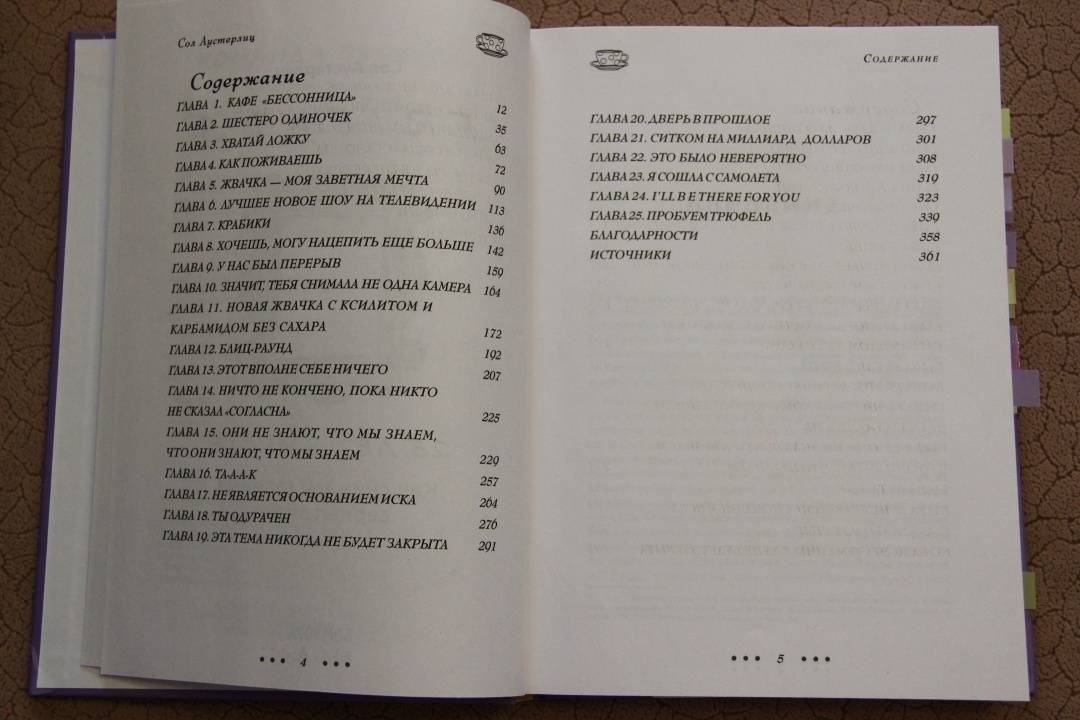 Сол Аустерлиц
Содержание
ГЛАВА 1. КАФЕ «БЕССОННИЦА» 12
ГЛАВА 2. ШЕСТЕРО ОДИНОЧЕК 35
ГЛАВА 3. ХВАТАЙ ЛОЖКУ 63
ГЛАВА 4. КАК ПОЖИВАЕШЬ 72
ГЛАВА 5. ЖВАЧКА — МОЯ ЗАВЕТНАЯ МЕЧТА 90
ГЛАВА 6. ЛУЧШЕЕ НОВОЕ ШОУ НА ТЕЛЕВИДЕНИИ 113
ГЛАВА 7. КРАБИКИ 136
ГЛАВА 8. ХОЧЕШЬ, МОГУ НАЦЕПИТЬ ЕЩЕ БОЛЬШЕ 142
ГЛАВА 9. У НАС БЫЛ ПЕРЕРЫВ 159
ГЛАВА 10. ЗНАЧИТ, ТЕБЯ СНИМАЛА НЕ ОДНА КАМЕРА 164
ГЛАВА 11. НОВАЯ ЖВАЧКА С КСИЛИТОМ И
КАРБАМИДОМ БЕЗ САХАРА 172
ГЛАВА 12. БЛИЦ-РАУНД 192
ГЛАВА 13. ЭТОТ ВПОЛНЕ СЕБЕ НИЧЕГО 207
ГЛАВА 14. НИЧТО НЕ КОНЧЕНО, ПОКА НИКТО
НЕ СКАЗАЛ «СОГЛАСНА» 225
ГЛАВА 15. ОНИ НЕ ЗНАЮТ, ЧТО МЫ ЗНАЕМ,
ЧТО ОНИ ЗНАЮТ, ЧТО МЫ ЗНАЕМ 229
ГЛАВА 16. ТА-А-А-К 257
ГЛАВА 17. НЕ ЯВЛЯЕТСЯ ОСНОВАНИЕМ ИСКА 264
ГЛАВА 18. ТЫ ОДУРАЧЕН 276
ГЛАВА 19. ЭТА ТЕМА НИКОГДА НЕ БУДЕТ ЗАКРЫТА 291
••• 4 •••
Содержание
ГЛАВА 20. ДВЕРЬ В ПРОШЛОЕ 297
ГЛАВА 21. СИТКОМ НА МИЛЛИАРД ДОЛЛАРОВ 301
ГЛАВА 22. ЭТО БЫЛО НЕВЕРОЯТНО 308
ГЛАВА 23. Я СОШЛА С САМОЛЕТА 319
ГЛАВА 24. I'LL BE THERE FOR YOU 323
ГЛАВА 25. ПРОБУЕМ ТРЮФЕЛЬ 339
БЛАГОДАРНОСТИ 358
ИСТОЧНИКИ 361
••• 5 •••